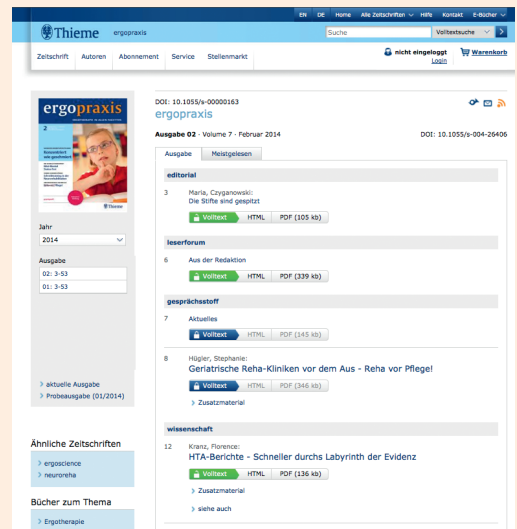 EN DE Home Alle Zeitschriften Hilfe Kontakt E-Bücher
Thieme ergopraxis
Suche Volltextsuche
Zeitschrift Autoren Abonnement Service Stellenmarkt
nicht eingeloggt Warenkorb
Login
ergopraxis
2
Konzentriert
wie geschmiert
Thieme
Jahr
2014
Ausgabe
02: 3-53
01: 3-53
> aktuelle Ausgabe
> Probeausgabe (01/2014)
Ähnliche Zeitschriften
> ergoscience
> neuroreha
Bücher zum Thema
> Ergotherapie
DOI: 10.1055/s-00000163
ergopraxis
Ausgabe 02 · Volume 7 · Februar 2014 DOI: 10.1055/s-004-26406
Ausgabe Meistgelesen
editorial
3 Maria, Czyganowski:
Die Stifte sind gespitzt
Volltext HTML PDF (105 kb)
leserforum
6 Aus der Redaktion
Volltext HTML PDF (339 kb)
gesprächsstoff
7 Aktuelles
Volltext HTML PDF (145 kb)
8 Hügler, Stephanie:
Geriatrische Reha-Kliniken vor dem Aus - Reha vor Pflege!
Volltext HTML PDF (346 kb)
> Zusatzmaterial
wissenschaft
12 Kranz, Florence:
HTA-Berichte - Schneller durchs Labyrinth der Evidenz
Volltext HTML PDF (136 kb)
> Zusatzmaterial
> siehe auch